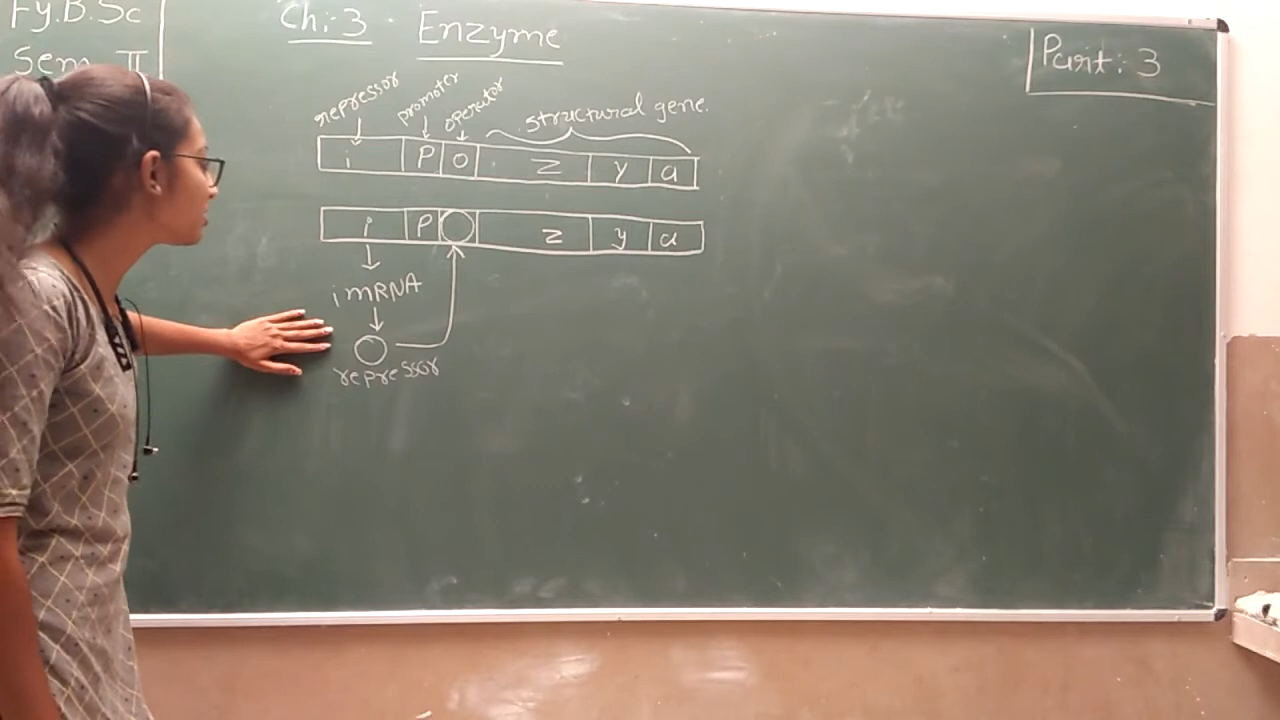 Fy.B.Sc
Sem II
Ch:3 Enzyme
Part: 3
repressor promoter operator structural gene.
i P O Z y a
i P z y a
i mRNA
repressor